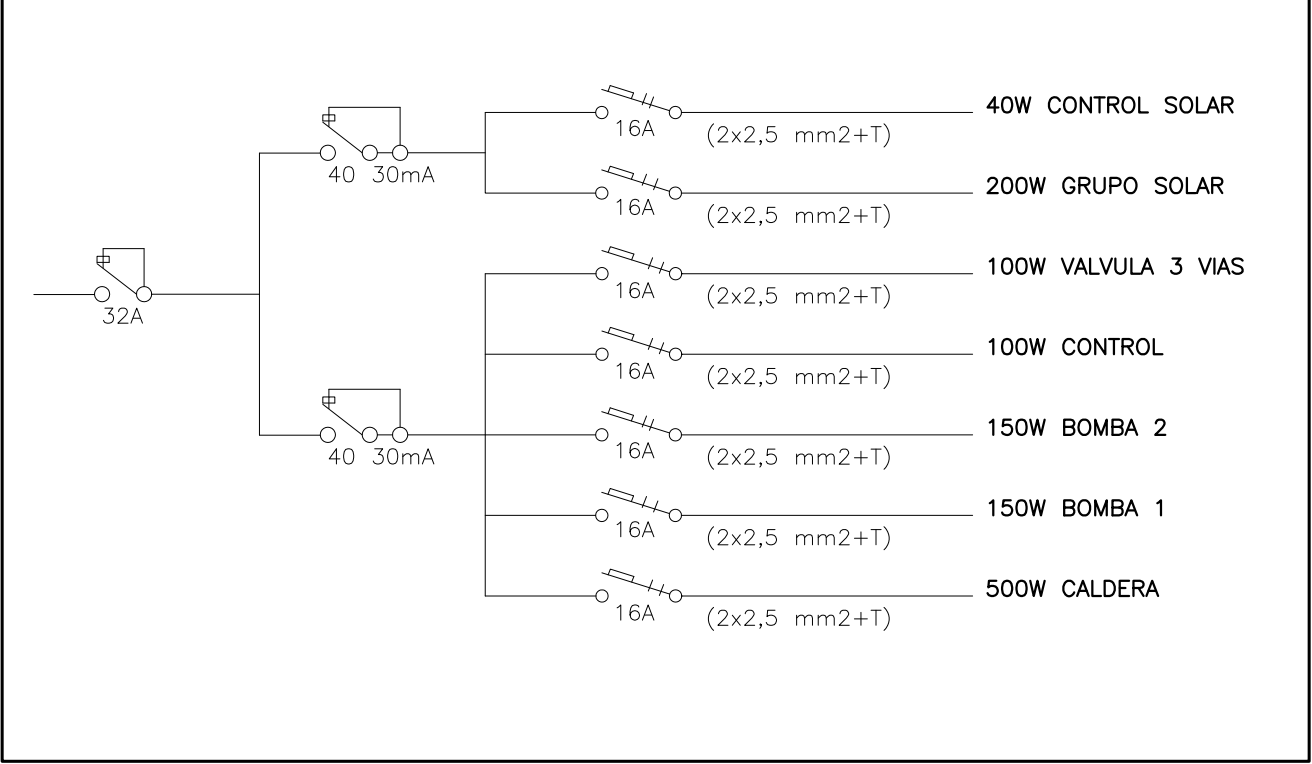 40W CONTROL SOLAR
16A
(2x2,5 mm2+T)
40 30mA
200W GRUPO SOLAR
16A
(2x2,5 mm2+T)
100W VALVULA 3 VIAS
16A
(2x2,5 mm2+T)
32A
100W CONTROL
16A
(2x2,5 mm2+T)
150W BOMBA 2
16A
(2x2,5 mm2+T)
40 30mA
150W BOMBA 1
16A
(2x2,5 mm2+T)
500W CALDERA
16A
(2x2,5 mm2+T)